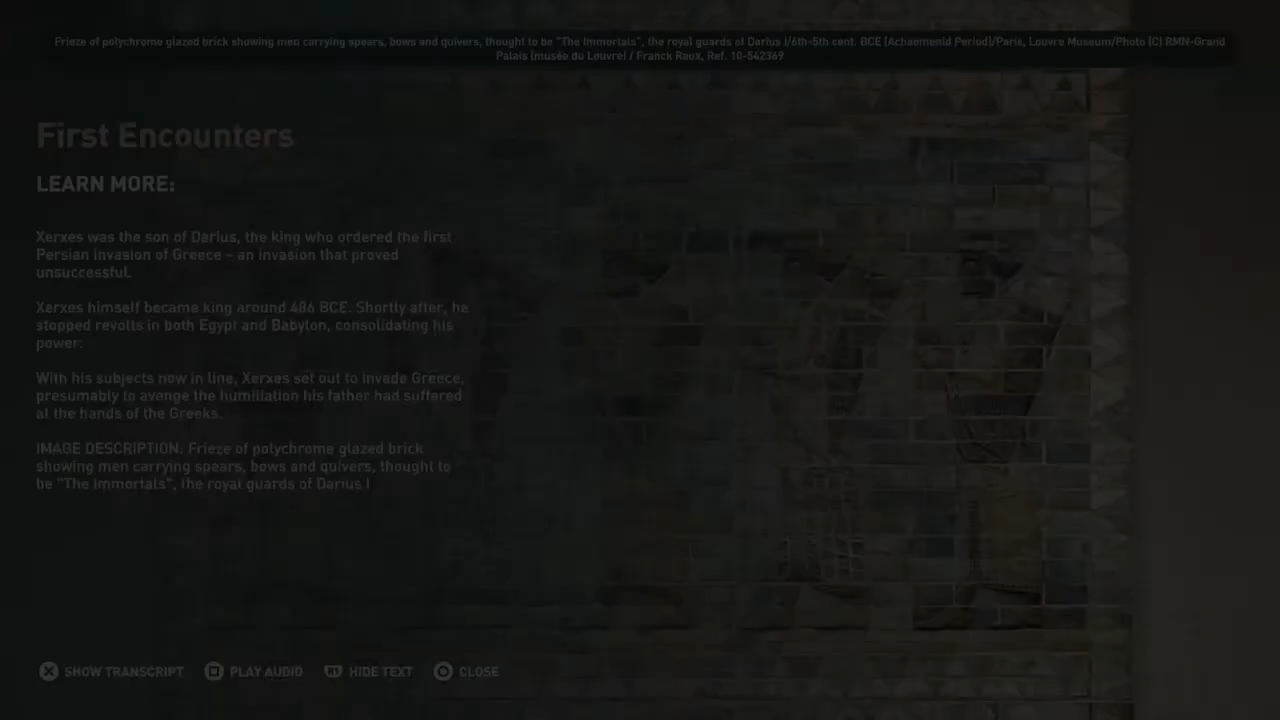 Frieze of polychrome glazed brick showing men carrying spears, bows and quivers, thought to be "The Immortals", the royal guards of Darius I/6th-5th cent. BCE (Achaemenid Period)/Paris, Louvre Museum/Photo (C) RMN-Grand
Palais (musée du Louvre) / Franck Raux, Ref: 10-542369
First Encounters
LEARN MORE:
Xerxes was the son of Darius, the king who ordered the first
Persian invasion of Greece – an invasion that proved
unsuccessful.
Xerxes himself became king around 486 BCE. Shortly after, he
stopped revolts in both Egypt and Babylon, consolidating his
power.
With his subjects now in line, Xerxes set out to invade Greece,
presumably to avenge the humiliation his father had suffered
at the hands of the Greeks.
IMAGE DESCRIPTION: Frieze of polychrome glazed brick
showing men carrying spears, bows and quivers, thought to
be "The Immortals", the royal guards of Darius I
SHOW TRANSCRIPT PLAY AUDIO R1 HIDE TEXT CLOSE